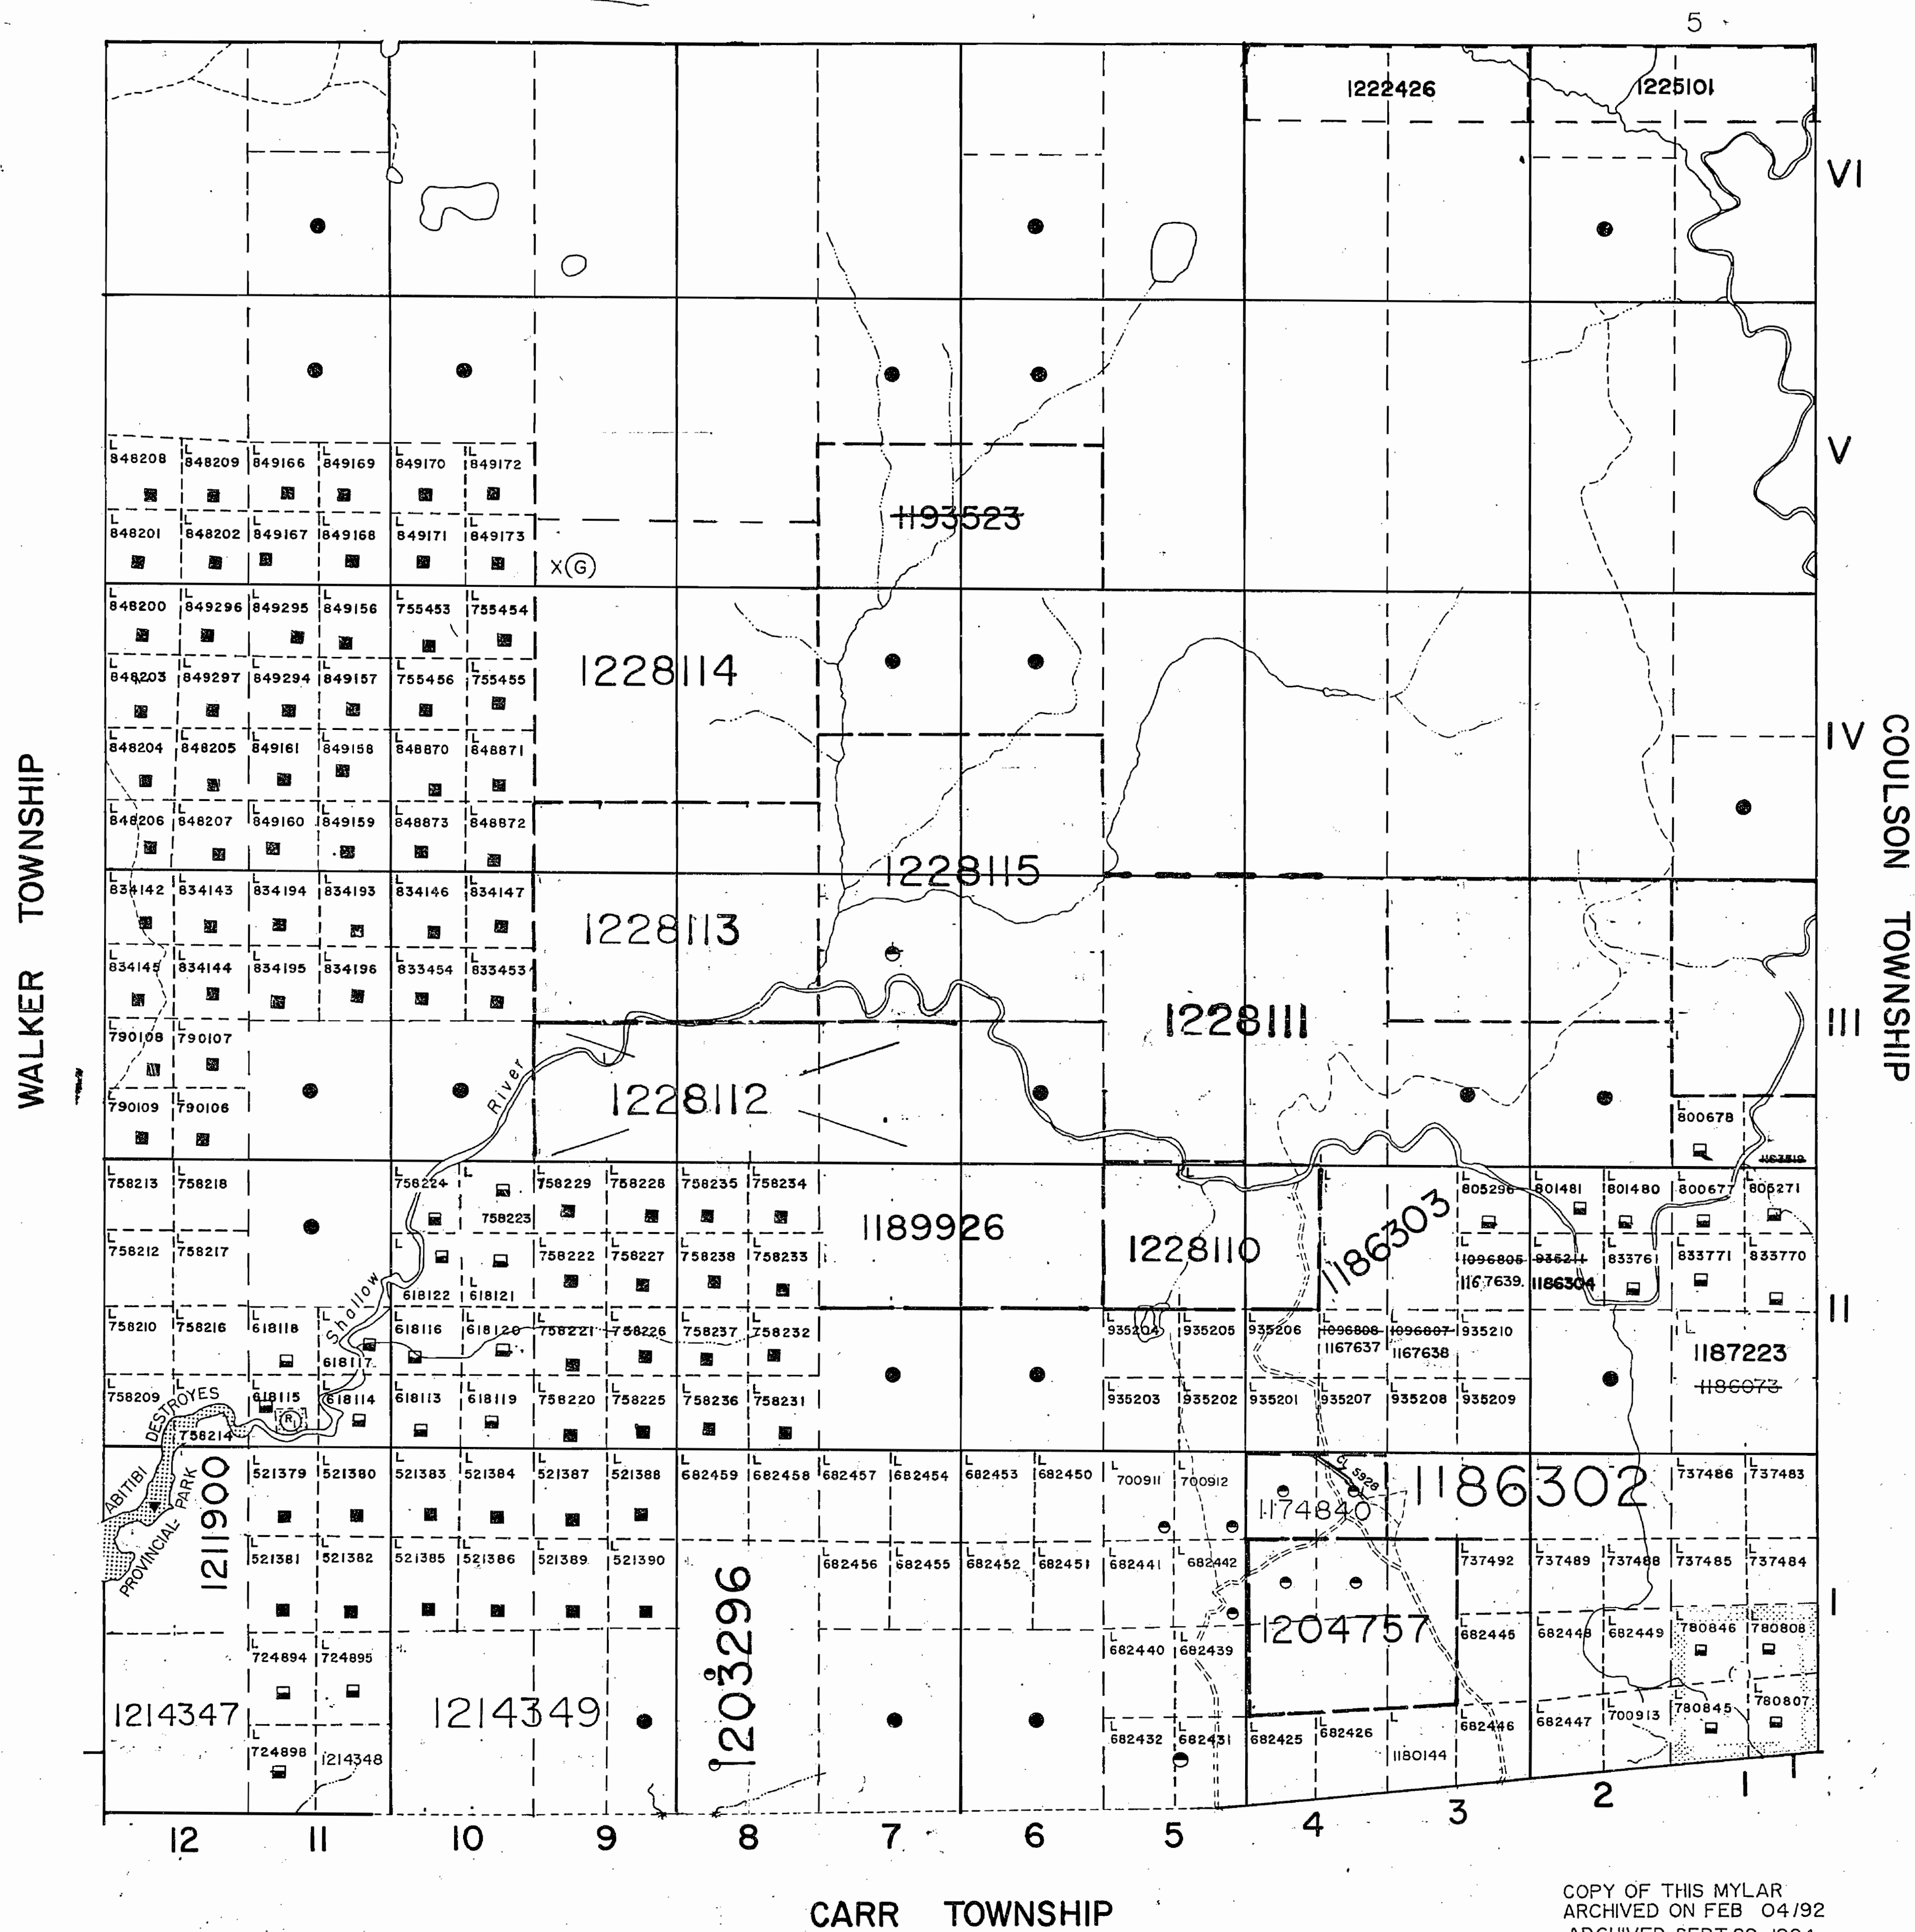 5
1222426 1225101
VI
L 848208 L 848209 L 849166 L 849169 L 849170 L 849172
V
L 848201 L 848202 L 849167 L 849168 L 849171 L 849173
1193523
X G
L 848200 L 849296 L 849295 L 849156 L 755453 L 755454
1228114
L 848203 L 849297 L 849294 L 849157 L 755456 L 755455
L 848204 L 848205 L 849161 L 849158 L 848870 L 848871
IV
L 848206 L 848207 L 849160 L 849159 L 848873 L 848872
WALKER TOWNSHIP
COULSON TOWNSHIP
1228115
L 834142 L 834143 L 834194 L 834193 L 834146 L 834147
1228113
L 834145 L 834144 L 834195 L 834196 L 833454 L 833453
1228111
III
L 790108 L 790107
River
1228112
L 790109 L 790106
L 800678
1163519
L 758213 L 758218 L 758224 758223 L 758229 L 758228 L 758235 L 758234
L 805296 L 801481 L 801480 L 800677 L 805271
1189926
1228110
1186303
L 758212 L 758217 L 618122 L 618121 L 758222 L 758227 L 758238 L 758233
L 1096805 935211 L 833761 L 833771 L 833770
1167639 1186304
II
Shallow
L 758210 L 758216 L 618118 L 618117 L 618116 L 618120 L 758221 L 758226 L 758237 L 758232
L 935204 L 935205 L 935206 L 1096808 L 1096807 L 935210
1167637 1167638
L 1187223
1186073
L 758209 L 758214 L 618115 L 618114 L 618113 L 618119 L 758220 L 758225 L 758236 L 758231
R1
L 935203 L 935202 L 935201 L 935207 L 935208 L 935209
DESTROYES
ABITIBI
PROVINCIAL PARK
1211900
L 521379 L 521380 L 521383 L 521384 L 521387 L 521388 L 682459 L 682458 L 682457 L 682454 L 682453 L 682450 L 700911 L 700912
CL 5928
1174840
1186302
L 737486 L 737483
L 521381 L 521382 L 521385 L 521386 L 521389 L 521390
L 682456 L 682455 L 682452 L 682451 L 682441 L 682442
L 737492 L 737489 L 737488 L 737485 L 737484
I
1203296
1204757
L 724894 L 724895
L 682440 L 682439
L 682445 L 682448 L 682449 L 780846 L 780808
1214347
1214349
L 724898 1214348
L 682432 L 682431 L 682425 L 682426 L 1180144 L 682446 L 682447 L 700913 L 780845 L 780807
12 11 10 9 8 7 6 5 4 3 2 1
CARR TOWNSHIP
COPY OF THIS MYLAR
ARCHIVED ON FEB 04/92